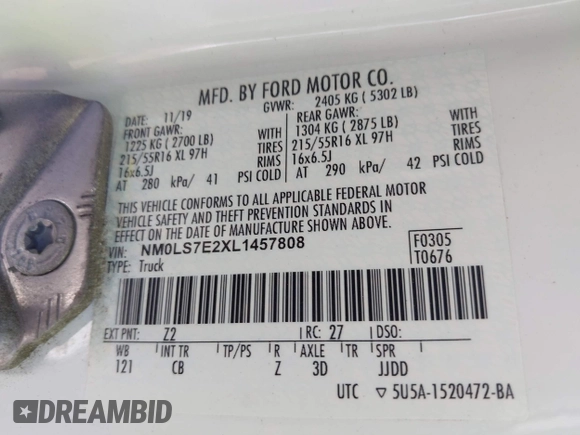 MFD. BY FORD MOTOR CO.
DATE: 11/19 GVWR: 2405 KG ( 5302 LB)
FRONT GAWR: REAR GAWR:
1225 KG ( 2700 LB) WITH 1304 KG ( 2875 LB) WITH
215/55R16 XL 97H TIRES 215/55R16 XL 97H TIRES
16x6.5J RIMS 16x6.5J RIMS
AT 280 kPa/ 41 PSI COLD AT 290 kPa/ 42 PSI COLD
THIS VEHICLE CONFORMS TO ALL APPLICABLE FEDERAL MOTOR
VEHICLE SAFETY AND THEFT PREVENTION STANDARDS IN
EFFECT ON THE DATE OF MANUFACTURE SHOWN ABOVE.
VIN: NM0LS7E2XL1457808 F0305
TYPE: Truck T0676
EXT PNT: Z2 RC: 27 DSO:
WB INT TR TP/PS R AXLE TR SPR
121 CB Z 3D JJDD
UTC ▽ 5U5A-1520472-BA
DREAMBID
DREAMBID